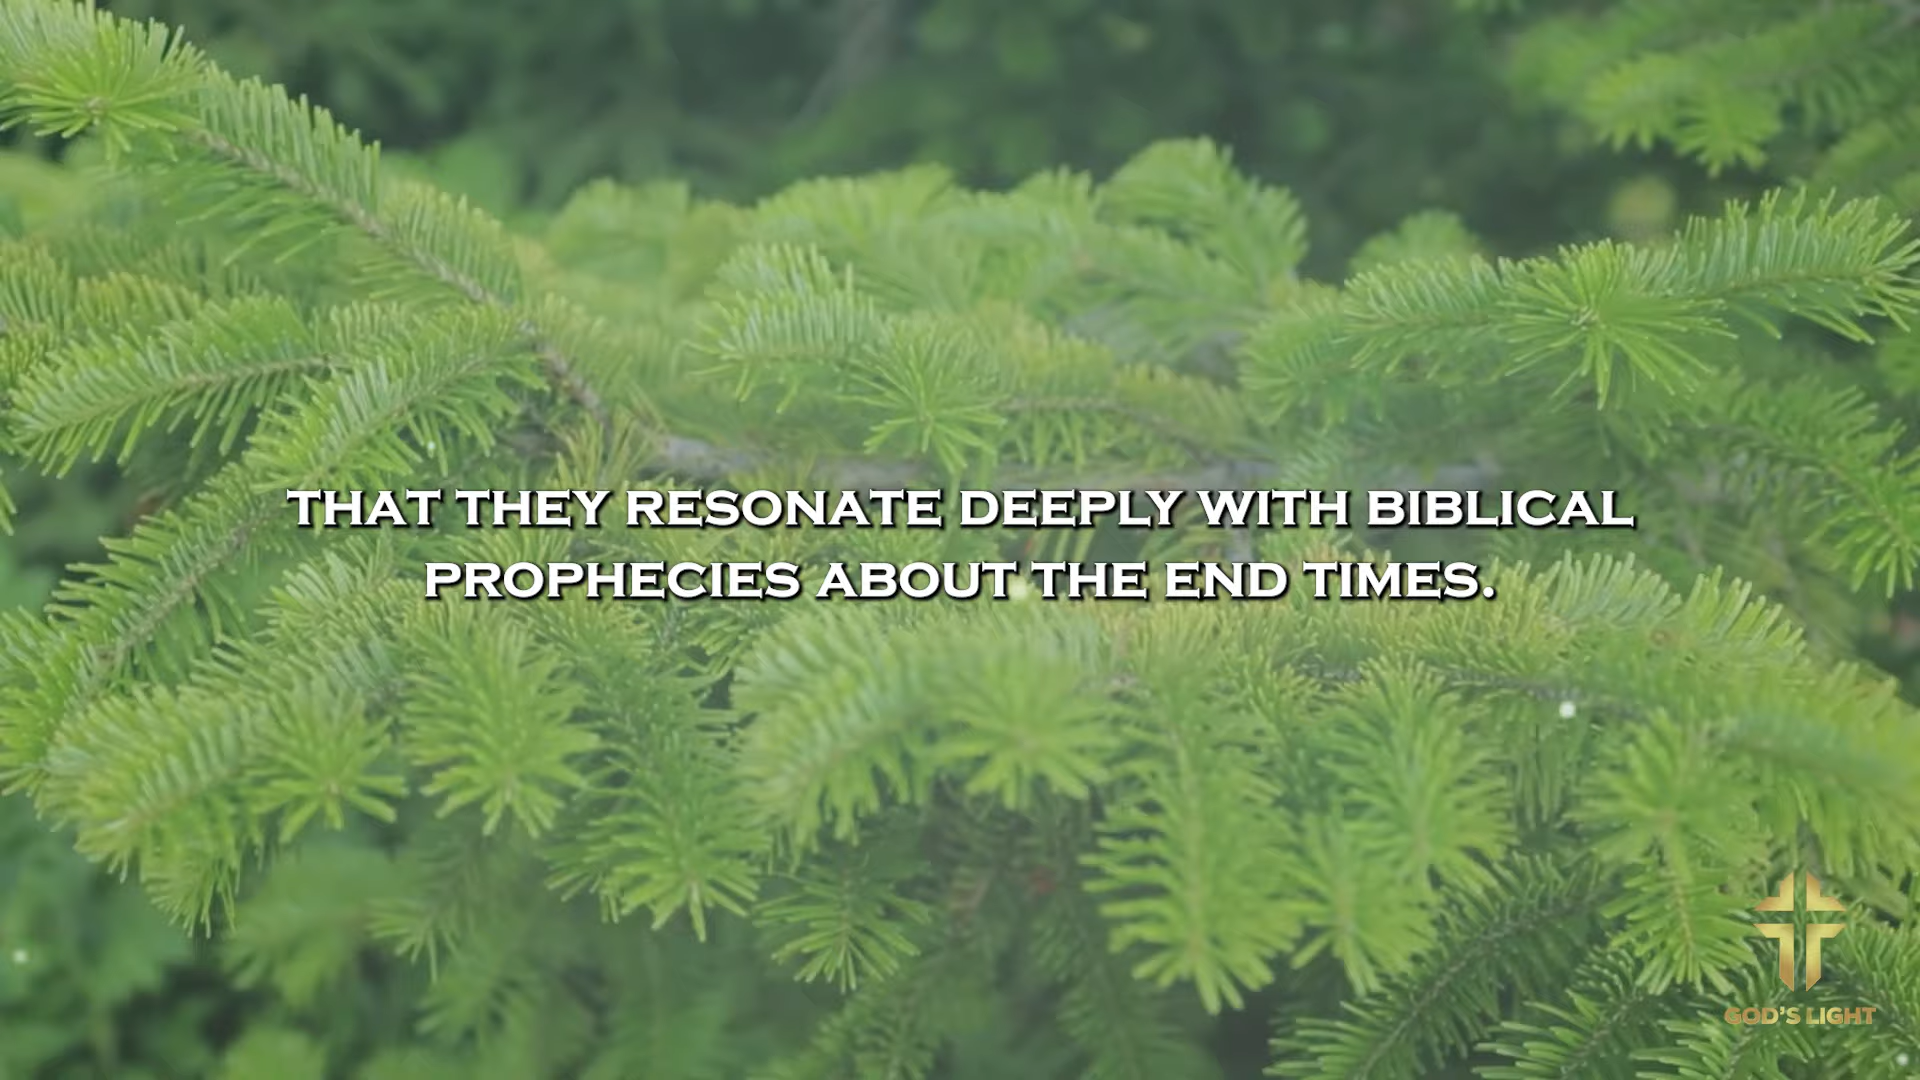 THAT THEY RESONATE DEEPLY WITH BIBLICAL
PROPHECIES ABOUT THE END TIMES.
GOD'S LIGHT